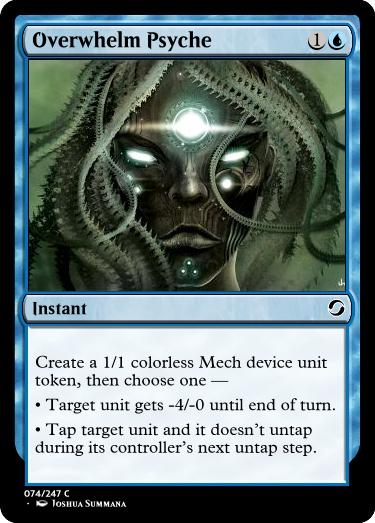 Overwhelm Psyche 1
Instant
Create a 1/1 colorless Mech device unit
token, then choose one —
• Target unit gets -4/-0 until end of turn.
• Tap target unit and it doesn't untap
during its controller's next untap step.
074/247 C
· Joshua Summana